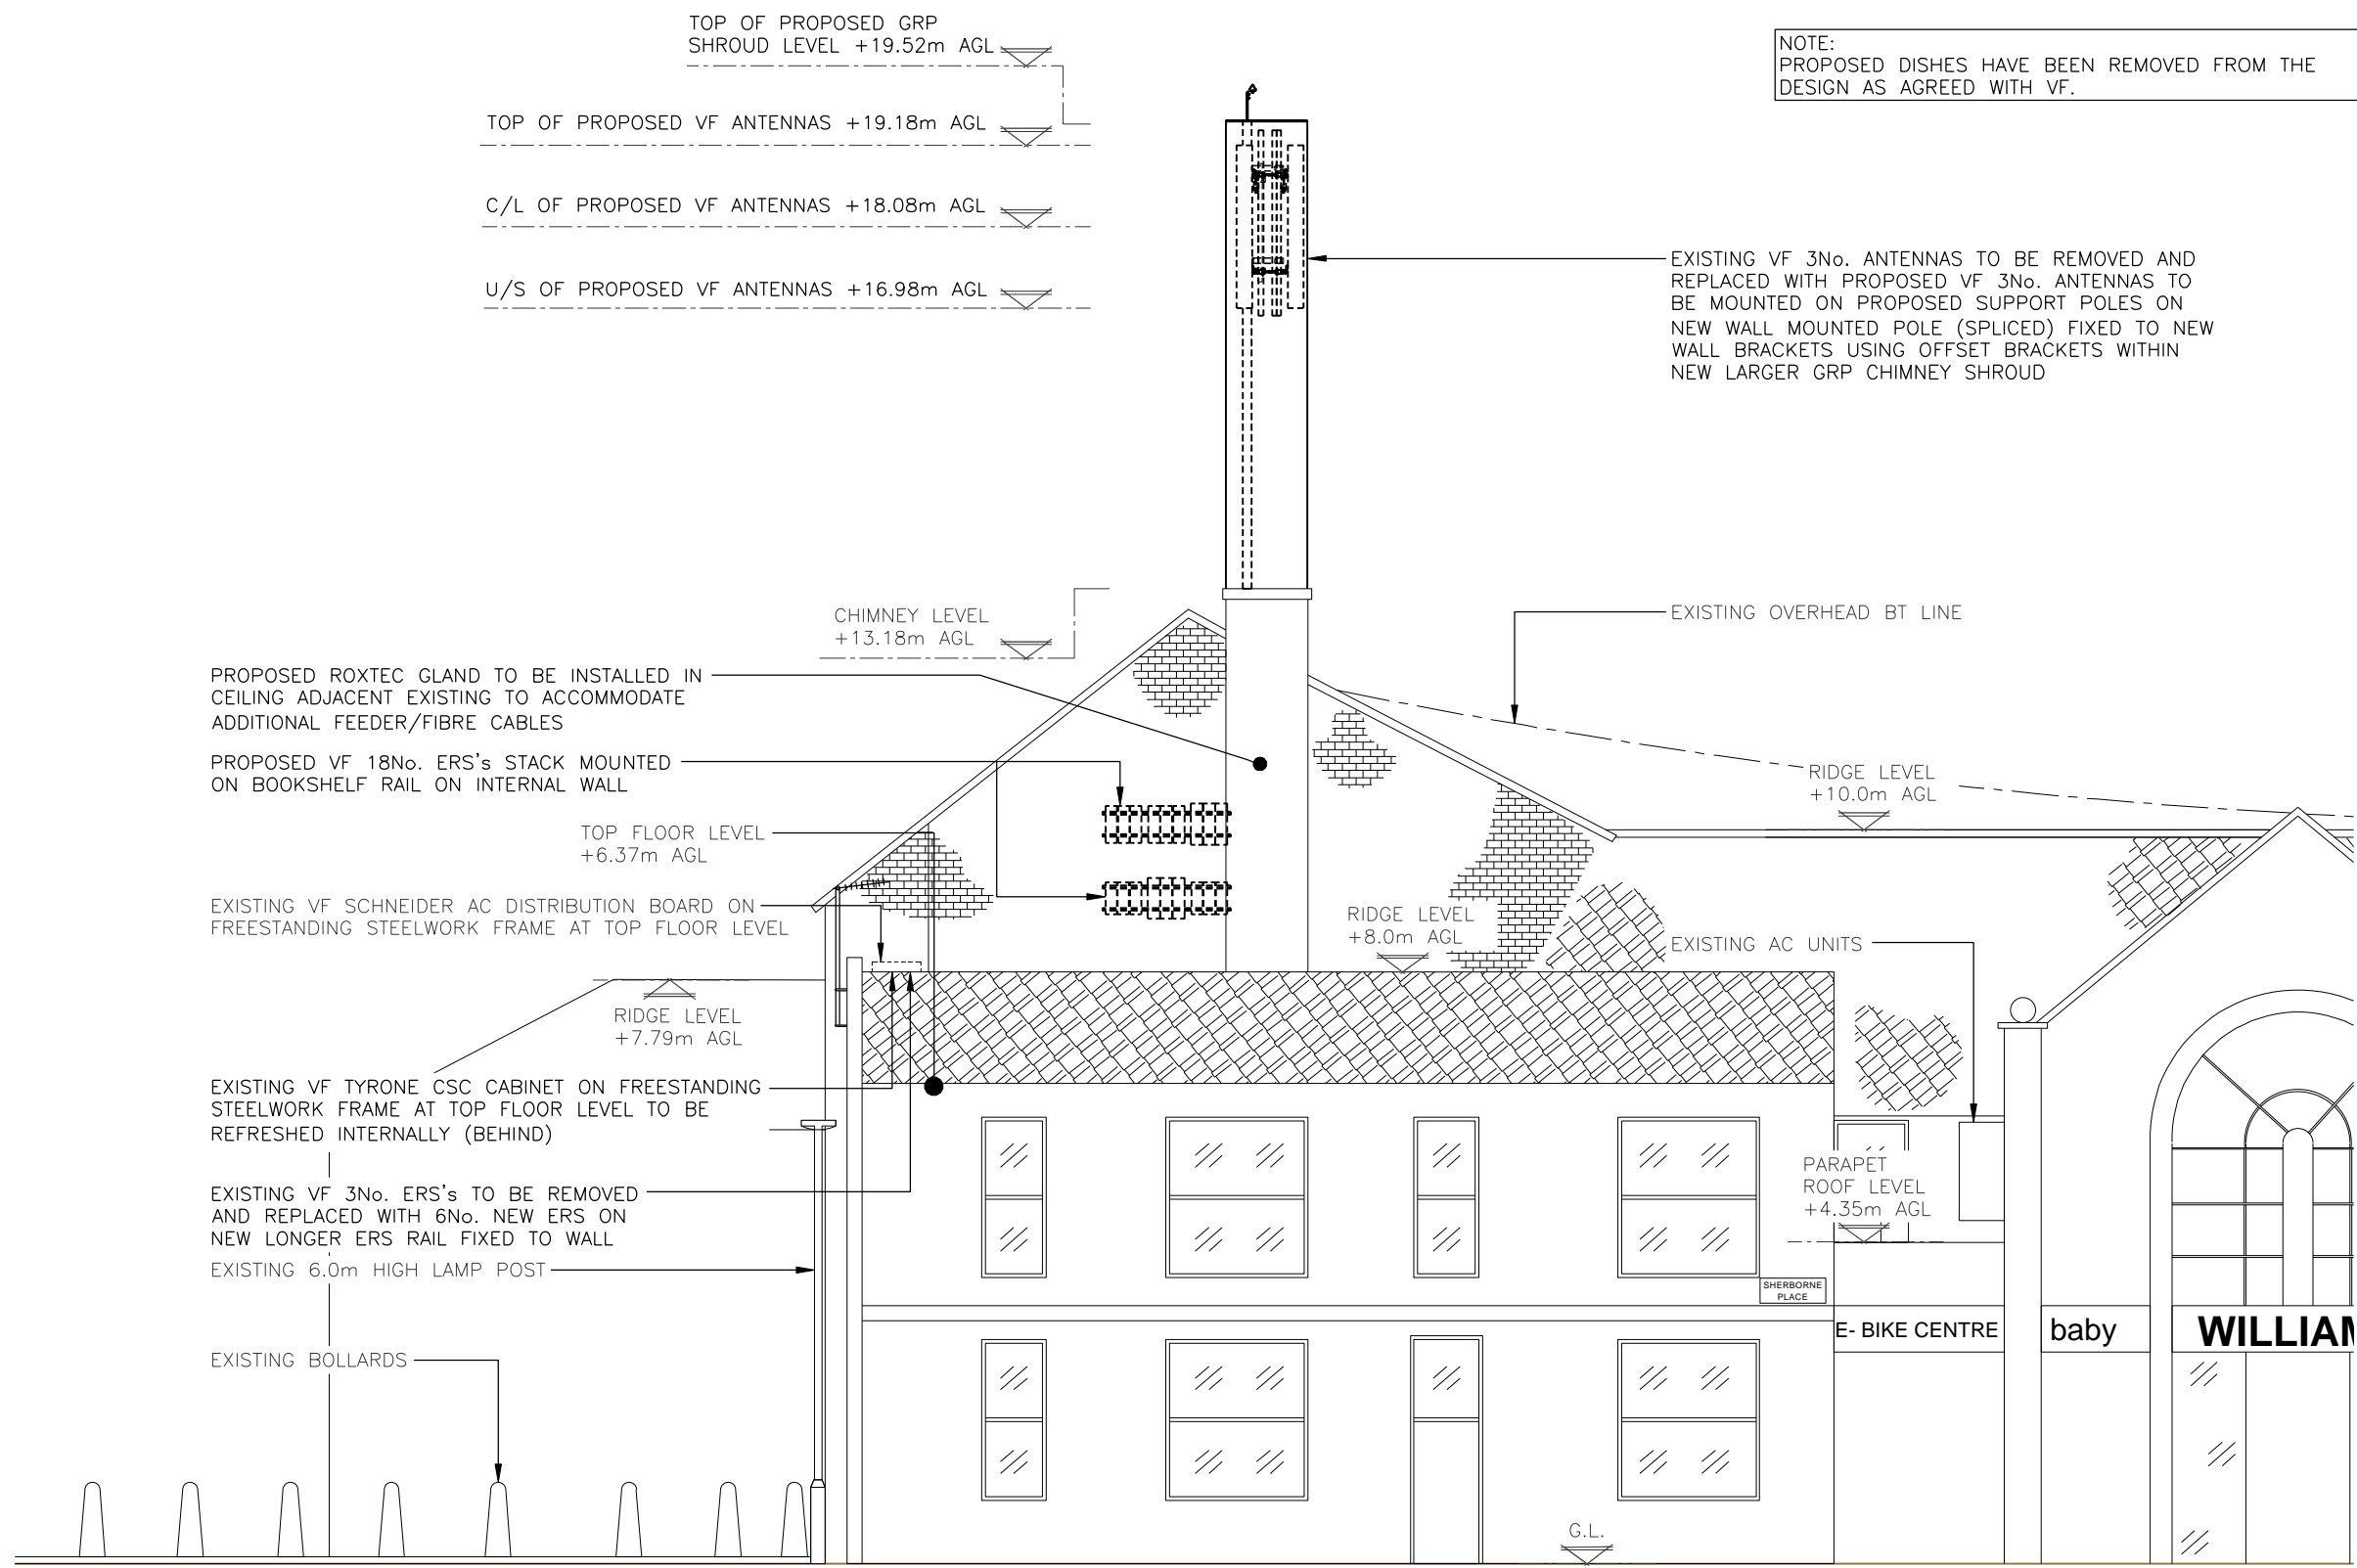 TOP OF PROPOSED GRP
SHROUD LEVEL +19.52m AGL
NOTE:
PROPOSED DISHES HAVE BEEN REMOVED FROM THE
DESIGN AS AGREED WITH VF.
TOP OF PROPOSED VF ANTENNAS +19.18m AGL
C/L OF PROPOSED VF ANTENNAS +18.08m AGL
U/S OF PROPOSED VF ANTENNAS +16.98m AGL
EXISTING VF 3No. ANTENNAS TO BE REMOVED AND
REPLACED WITH PROPOSED VF 3No. ANTENNAS TO
BE MOUNTED ON PROPOSED SUPPORT POLES ON
NEW WALL MOUNTED POLE (SPLICED) FIXED TO NEW
WALL BRACKETS USING OFFSET BRACKETS WITHIN
NEW LARGER GRP CHIMNEY SHROUD
CHIMNEY LEVEL
+13.18m AGL
EXISTING OVERHEAD BT LINE
PROPOSED ROXTEC GLAND TO BE INSTALLED IN
CEILING ADJACENT EXISTING TO ACCOMMODATE
ADDITIONAL FEEDER/FIBRE CABLES
PROPOSED VF 18No. ERS's STACK MOUNTED
ON BOOKSHELF RAIL ON INTERNAL WALL
RIDGE LEVEL
+10.0m AGL
TOP FLOOR LEVEL
+6.37m AGL
EXISTING VF SCHNEIDER AC DISTRIBUTION BOARD ON
FREESTANDING STEELWORK FRAME AT TOP FLOOR LEVEL
RIDGE LEVEL
+8.0m AGL
EXISTING AC UNITS
RIDGE LEVEL
+7.79m AGL
EXISTING VF TYRONE CSC CABINET ON FREESTANDING
STEELWORK FRAME AT TOP FLOOR LEVEL TO BE
REFRESHED INTERNALLY (BEHIND)
PARAPET
ROOF LEVEL
+4.35m AGL
EXISTING VF 3No. ERS's TO BE REMOVED
AND REPLACED WITH 6No. NEW ERS ON
NEW LONGER ERS RAIL FIXED TO WALL
EXISTING 6.0m HIGH LAMP POST
SHERBORNE
PLACE
E- BIKE CENTRE
baby
WILLIAM
EXISTING BOLLARDS
G.L.